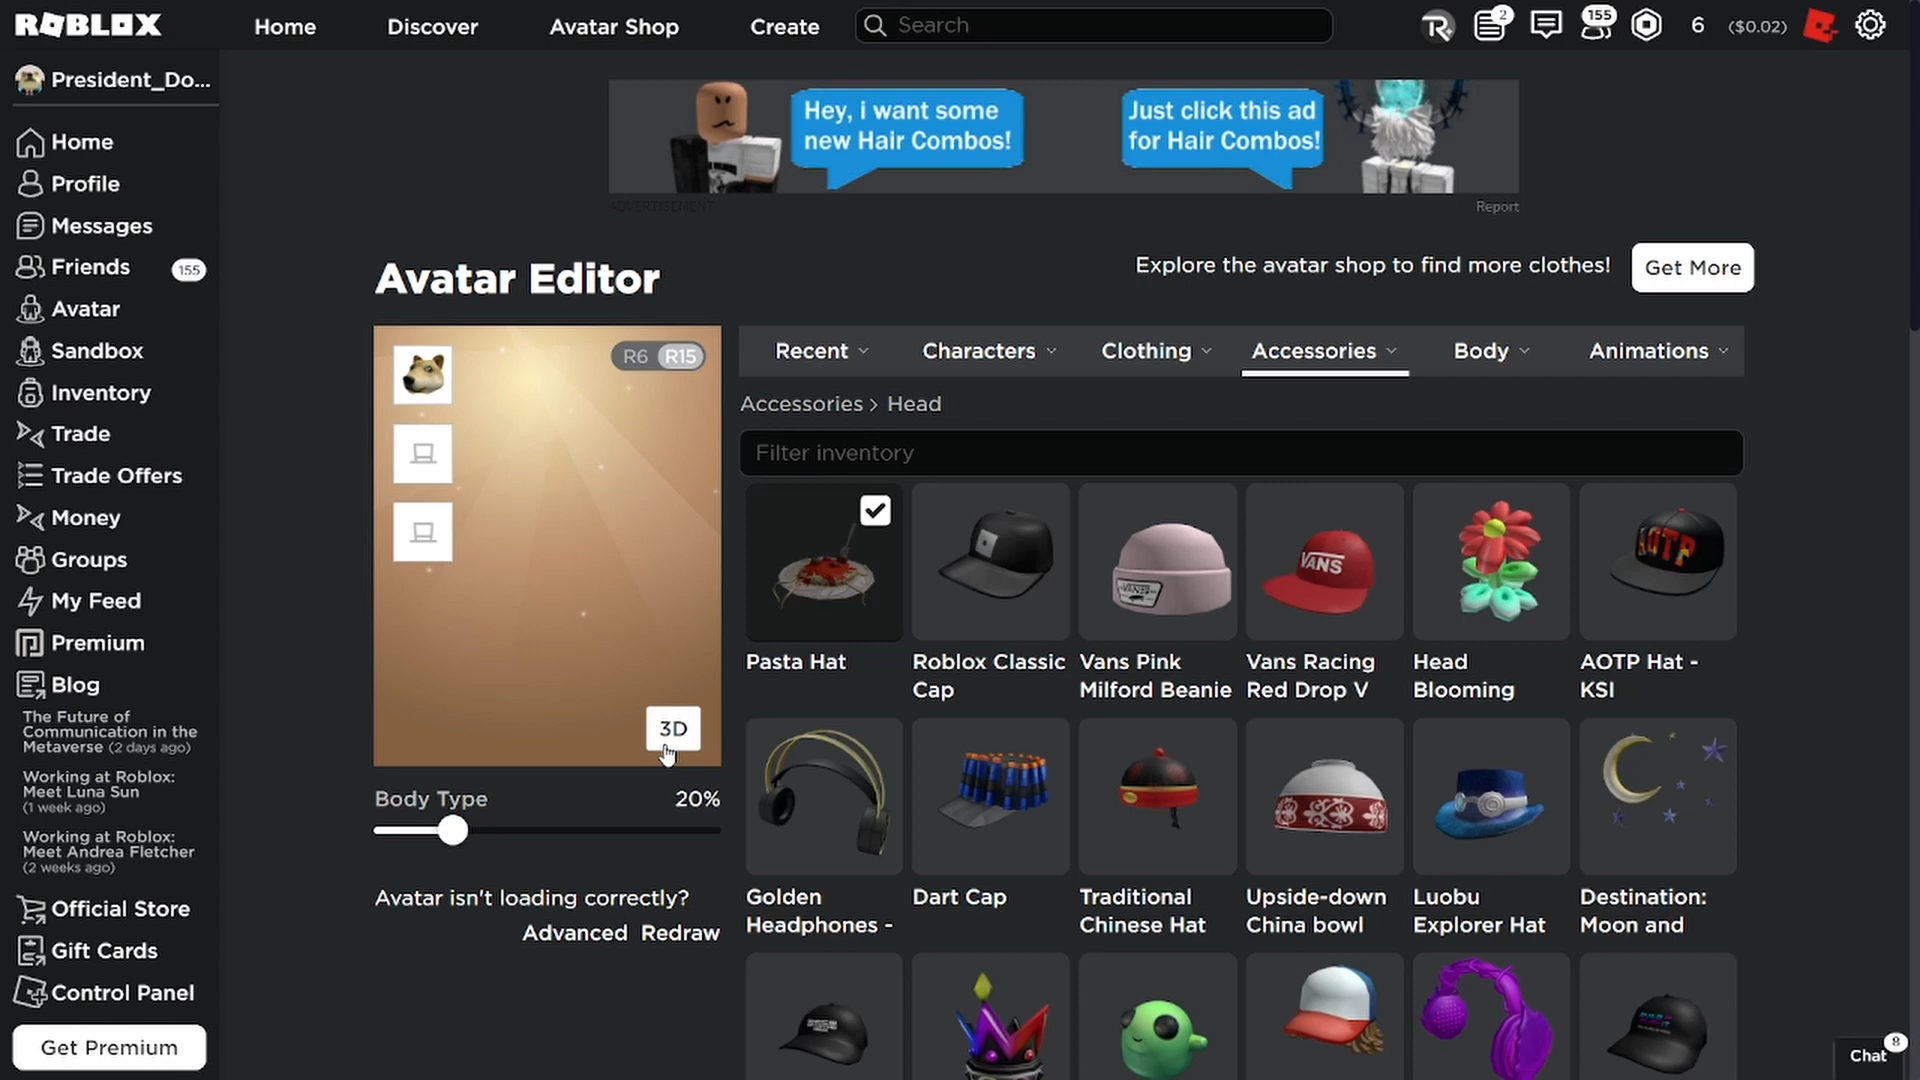 ROBLOX
Home
Discover
Avatar Shop
Create
Search
2
155
6
($0.02)
President_Do...
Home
Profile
Messages
Friends
155
Avatar
Sandbox
Inventory
Trade
Trade Offers
Money
Groups
My Feed
Premium
Blog
The Future of
Communication in the
Metaverse (2 days ago)
Working at Roblox:
Meet Luna Sun
(1 week ago)
Working at Roblox:
Meet Andrea Fletcher
(2 weeks ago)
Official Store
Gift Cards
Control Panel
Get Premium
Hey, i want some
new Hair Combos!
Just click this ad
for Hair Combos!
ADVERTISEMENT
Report
Avatar Editor
Explore the avatar shop to find more clothes!
Get More
R6
R15
3D
Body Type
20%
Avatar isn't loading correctly?
Advanced
Redraw
Recent
Characters
Clothing
Accessories
Body
Animations
Accessories > Head
Filter inventory
VANS
VANS
AOTP
Pasta Hat
Roblox Classic
Cap
Vans Pink
Milford Beanie
Vans Racing
Red Drop V
Head
Blooming
AOTP Hat -
KSI
Golden
Headphones -
Dart Cap
Traditional
Chinese Hat
Upside-down
China bowl
Luobu
Explorer Hat
Destination:
Moon and
Chat
8